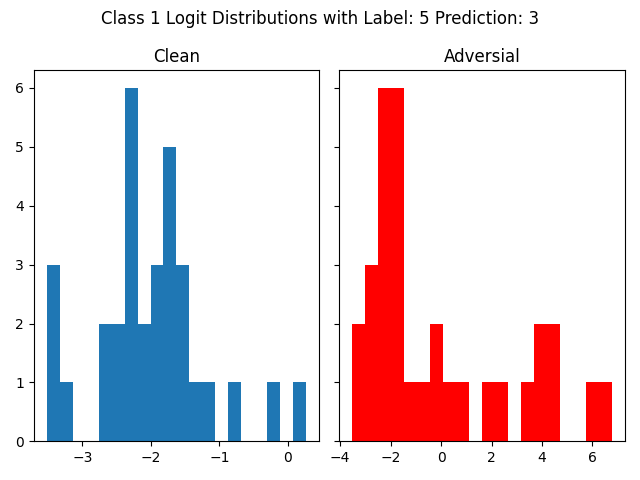 Class 1 Logit Distributions with Label: 5 Prediction: 3
Clean
Adversial
6
5
4
3
2
1
0
−3 −2 −1 0
−4 −2 0 2 4 6